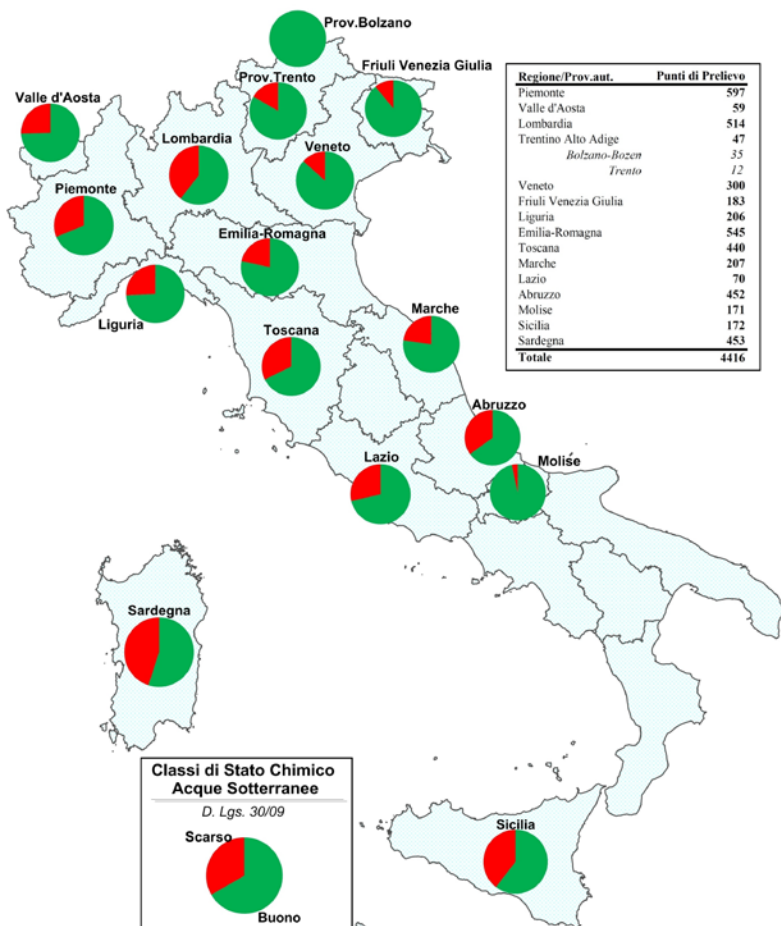 Prov.Bolzano
Friuli Venezia Giulia
Prov.Trento
Valle d'Aosta
Lombardia
Veneto
Piemonte
Emilia-Romagna
Liguria
Toscana
Marche
Abruzzo
Lazio
Molise
Sardegna
Sicilia
Regione/Prov.aut. Punti di Prelievo
Piemonte 597
Valle d'Aosta 59
Lombardia 514
Trentino Alto Adige 47
Bolzano-Bozen 35
Trento 12
Veneto 300
Friuli Venezia Giulia 183
Liguria 206
Emilia-Romagna 545
Toscana 440
Marche 207
Lazio 70
Abruzzo 452
Molise 171
Sicilia 172
Sardegna 453
Totale 4416
Classi di Stato Chimico
Acque Sotterranee
D. Lgs. 30/09
Scarso
Buono